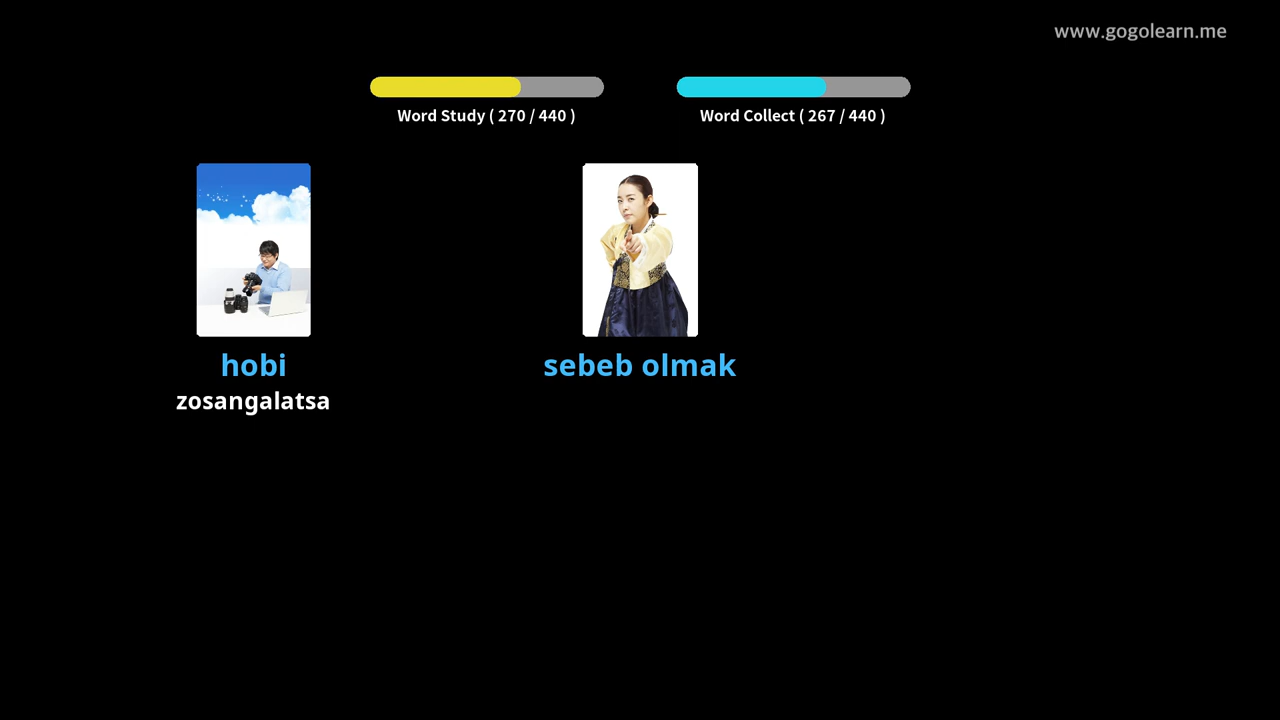 www.gogolearn.me
Word Study ( 270 / 440 )
Word Collect ( 267 / 440 )
hobi
zosangalatsa
sebeb olmak